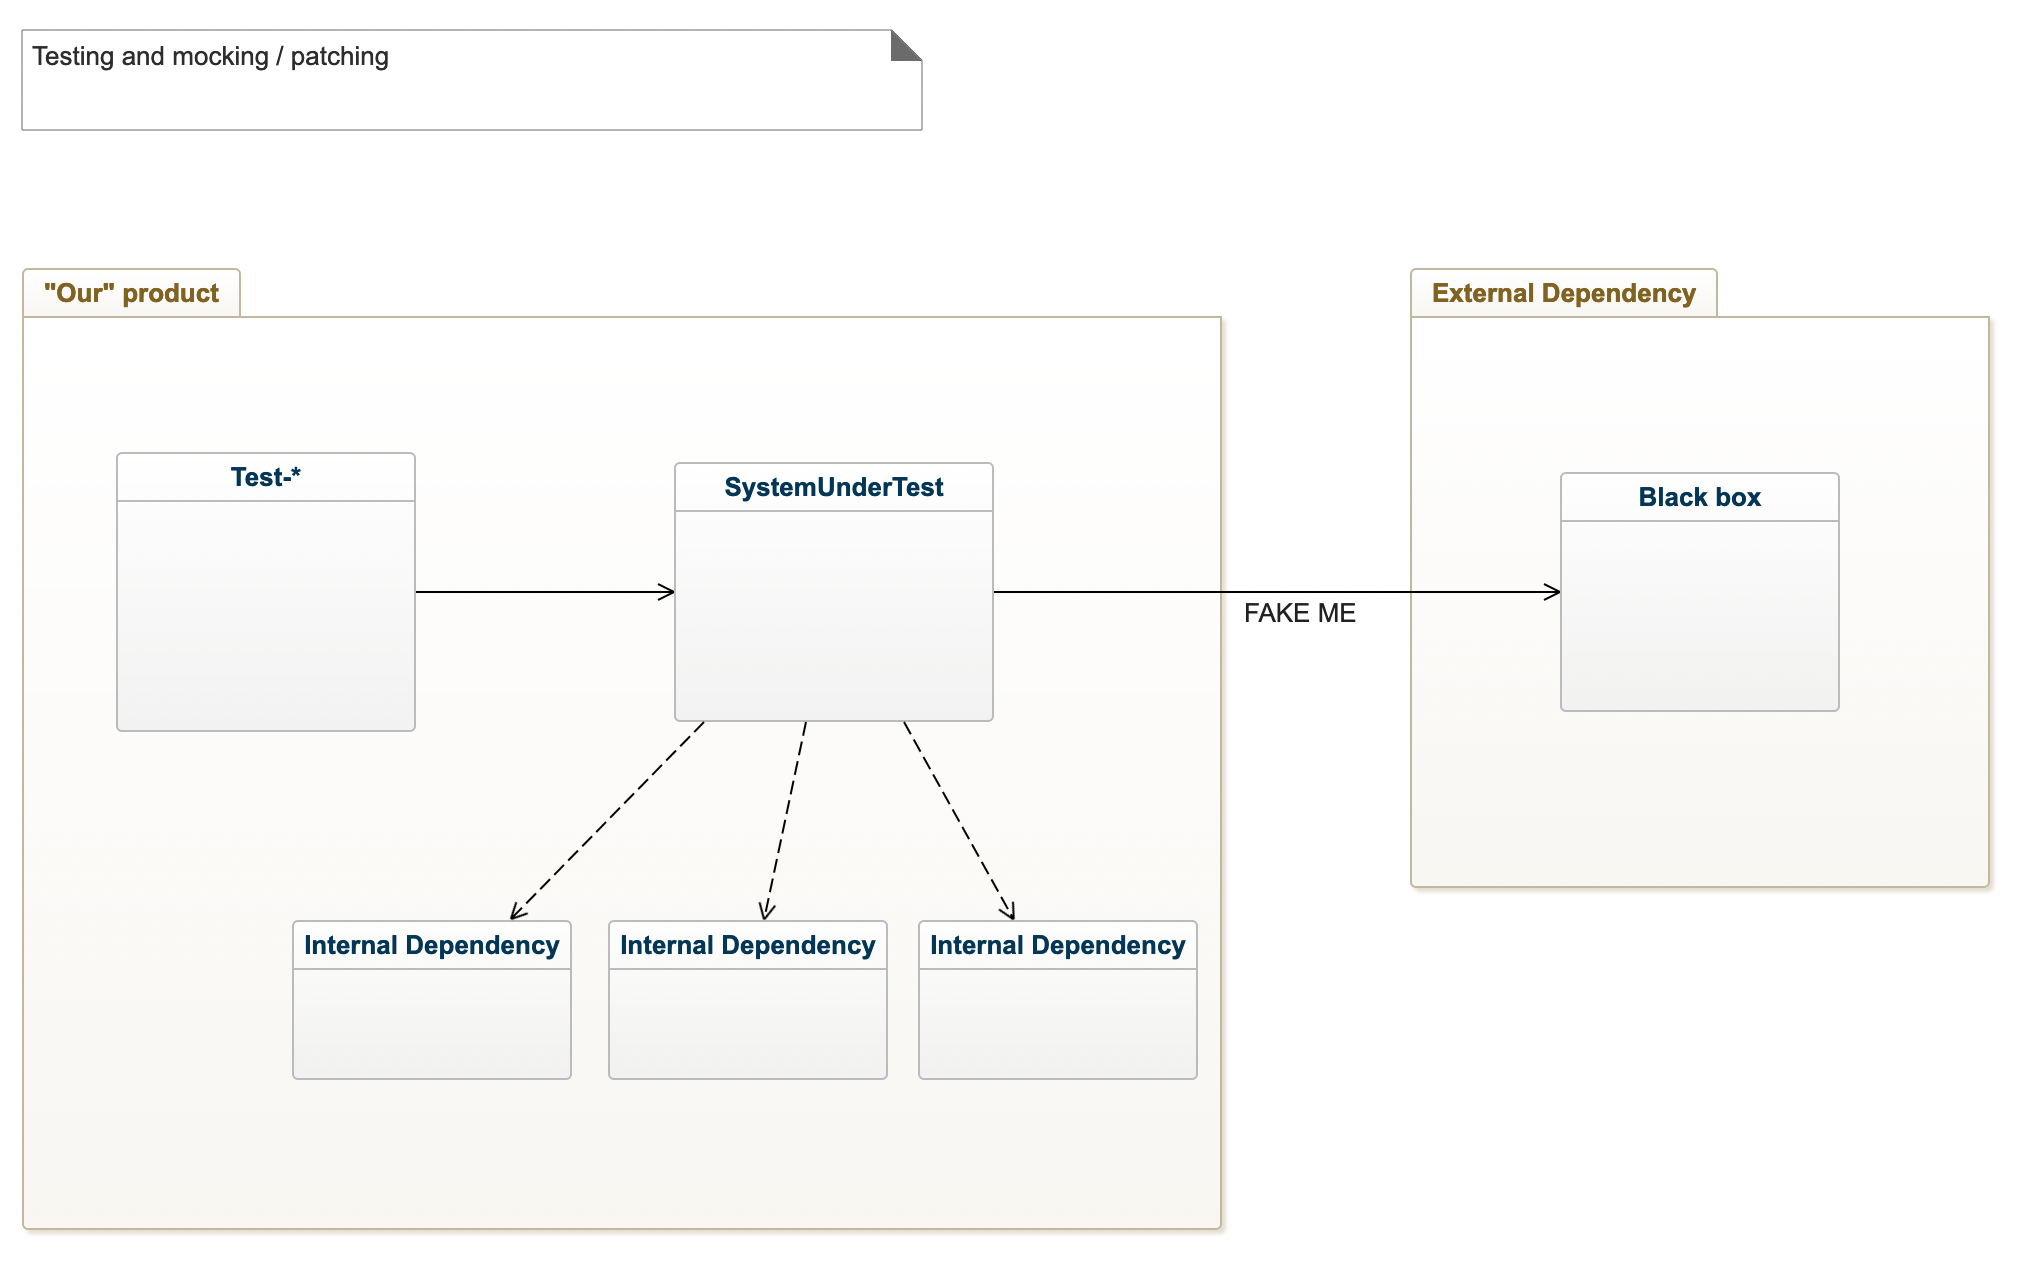 Testing and mocking / patching
"Our" product
External Dependency
Test-*
SystemUnderTest
Black box
FAKE ME
Internal Dependency
Internal Dependency
Internal Dependency